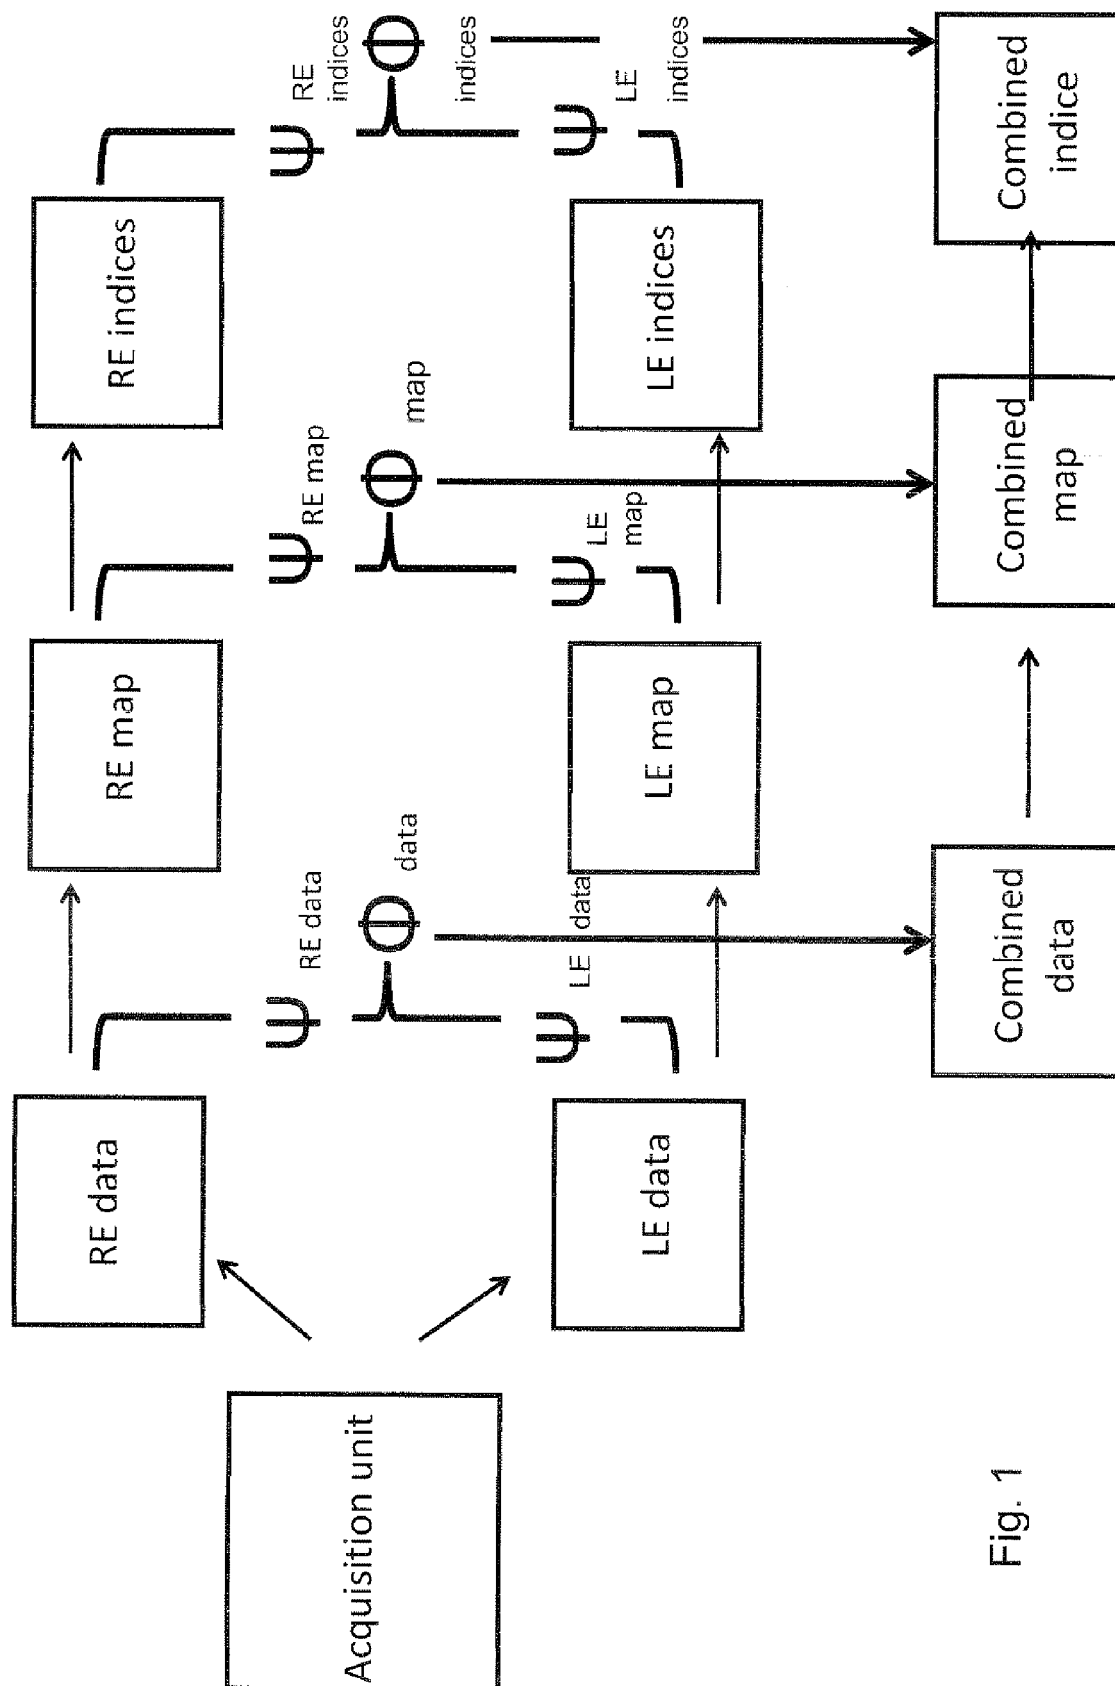 RE data
RE map
RE indices
Ψ RE data
Ψ RE map
Ψ RE
indices
Acquisition unit
Φ data
Φ map
Φ indices
Ψ LE data
Ψ LE
map
Ψ LE
indices
LE data
LE map
LE indices
Combined
data
Combined
map
Combined
indice
Fig. 1